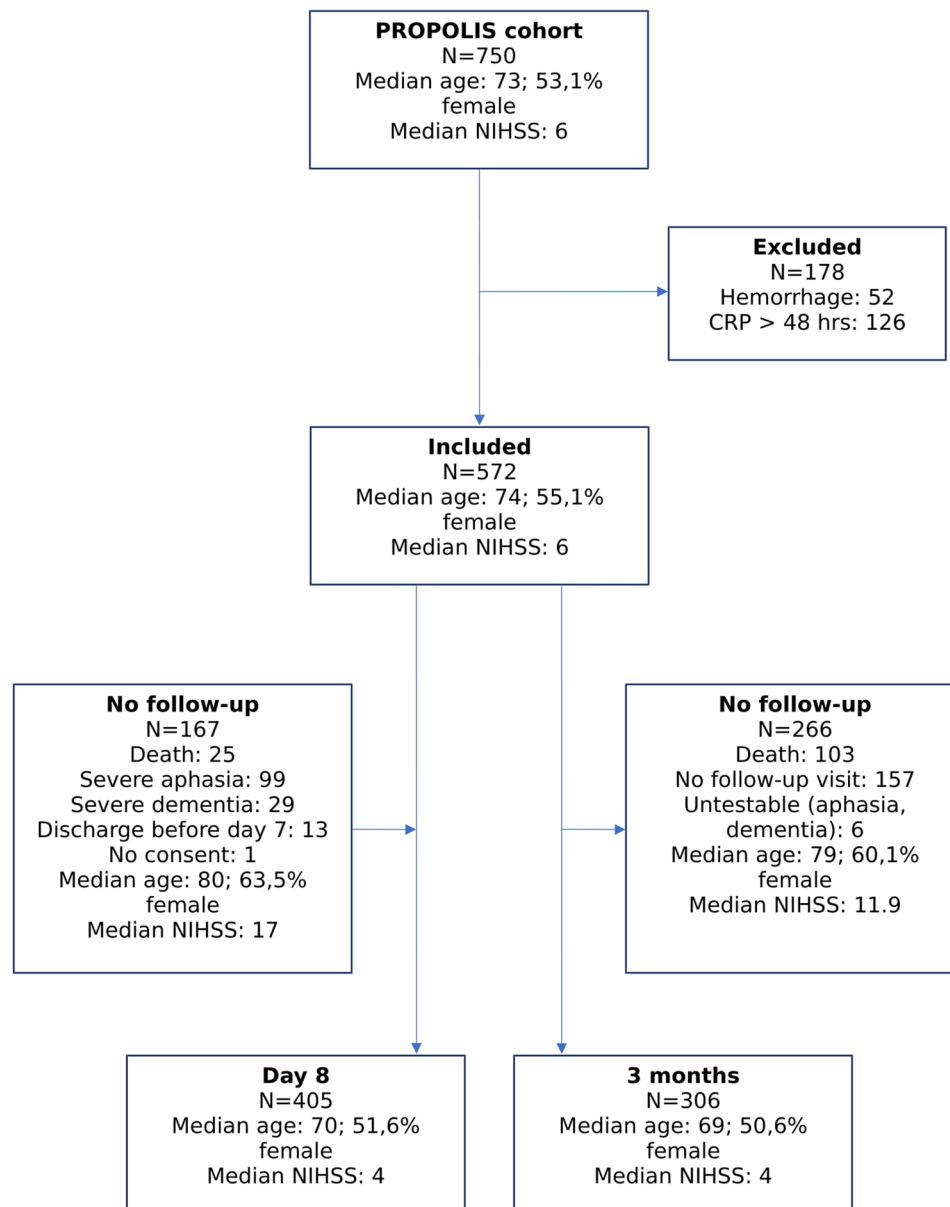 PROPOLIS cohort
N=750
Median age: 73; 53,1%
female
Median NIHSS: 6
Excluded
N=178
Hemorrhage: 52
CRP > 48 hrs: 126
Included
N=572
Median age: 74; 55,1%
female
Median NIHSS: 6
No follow-up
N=167
Death: 25
Severe aphasia: 99
Severe dementia: 29
Discharge before day 7: 13
No consent: 1
Median age: 80; 63,5%
female
Median NIHSS: 17
No follow-up
N=266
Death: 103
No follow-up visit: 157
Untestable (aphasia,
dementia): 6
Median age: 79; 60,1%
female
Median NIHSS: 11.9
Day 8
N=405
Median age: 70; 51,6%
female
Median NIHSS: 4
3 months
N=306
Median age: 69; 50,6%
female
Median NIHSS: 4